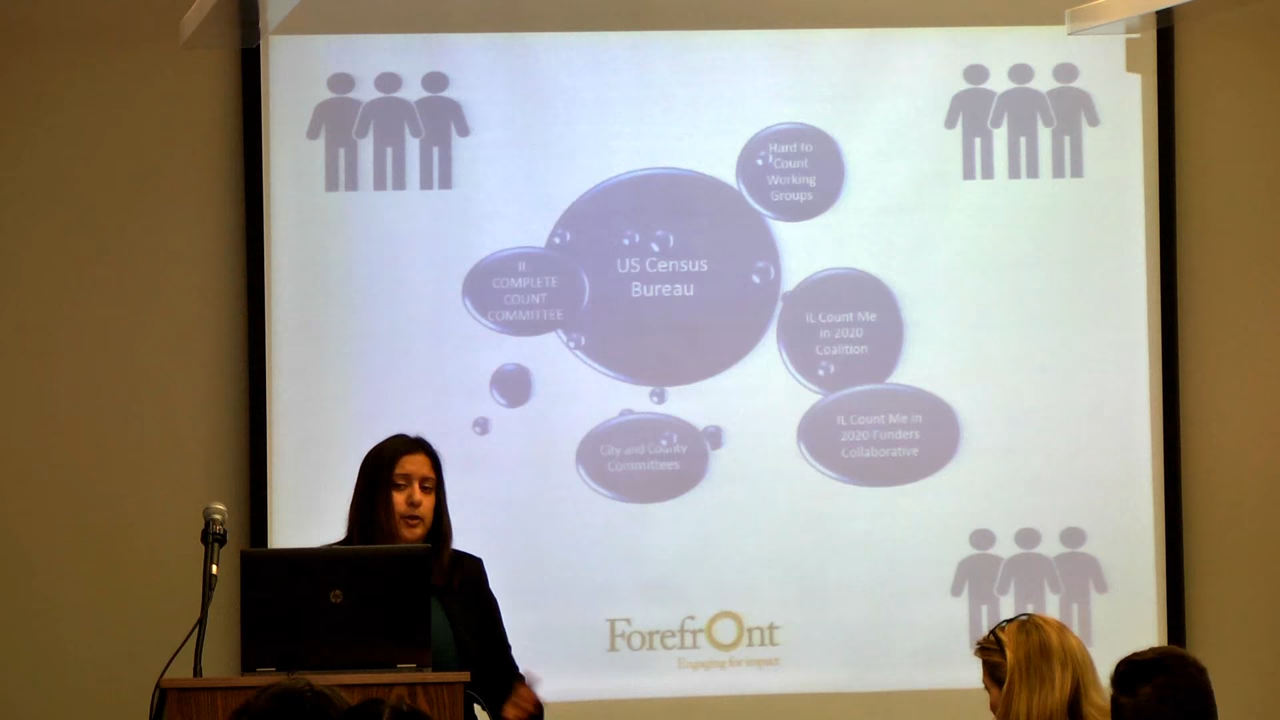 Hard to
Count
Working
Groups
US Census
Bureau
IL
COMPLETE
COUNT
COMMITTEE
IL Count Me
in 2020
Coalition
IL Count Me in
2020 Funders
Collaborative
City and County
Committees
ForefrOnt
Engaging for impact
hp